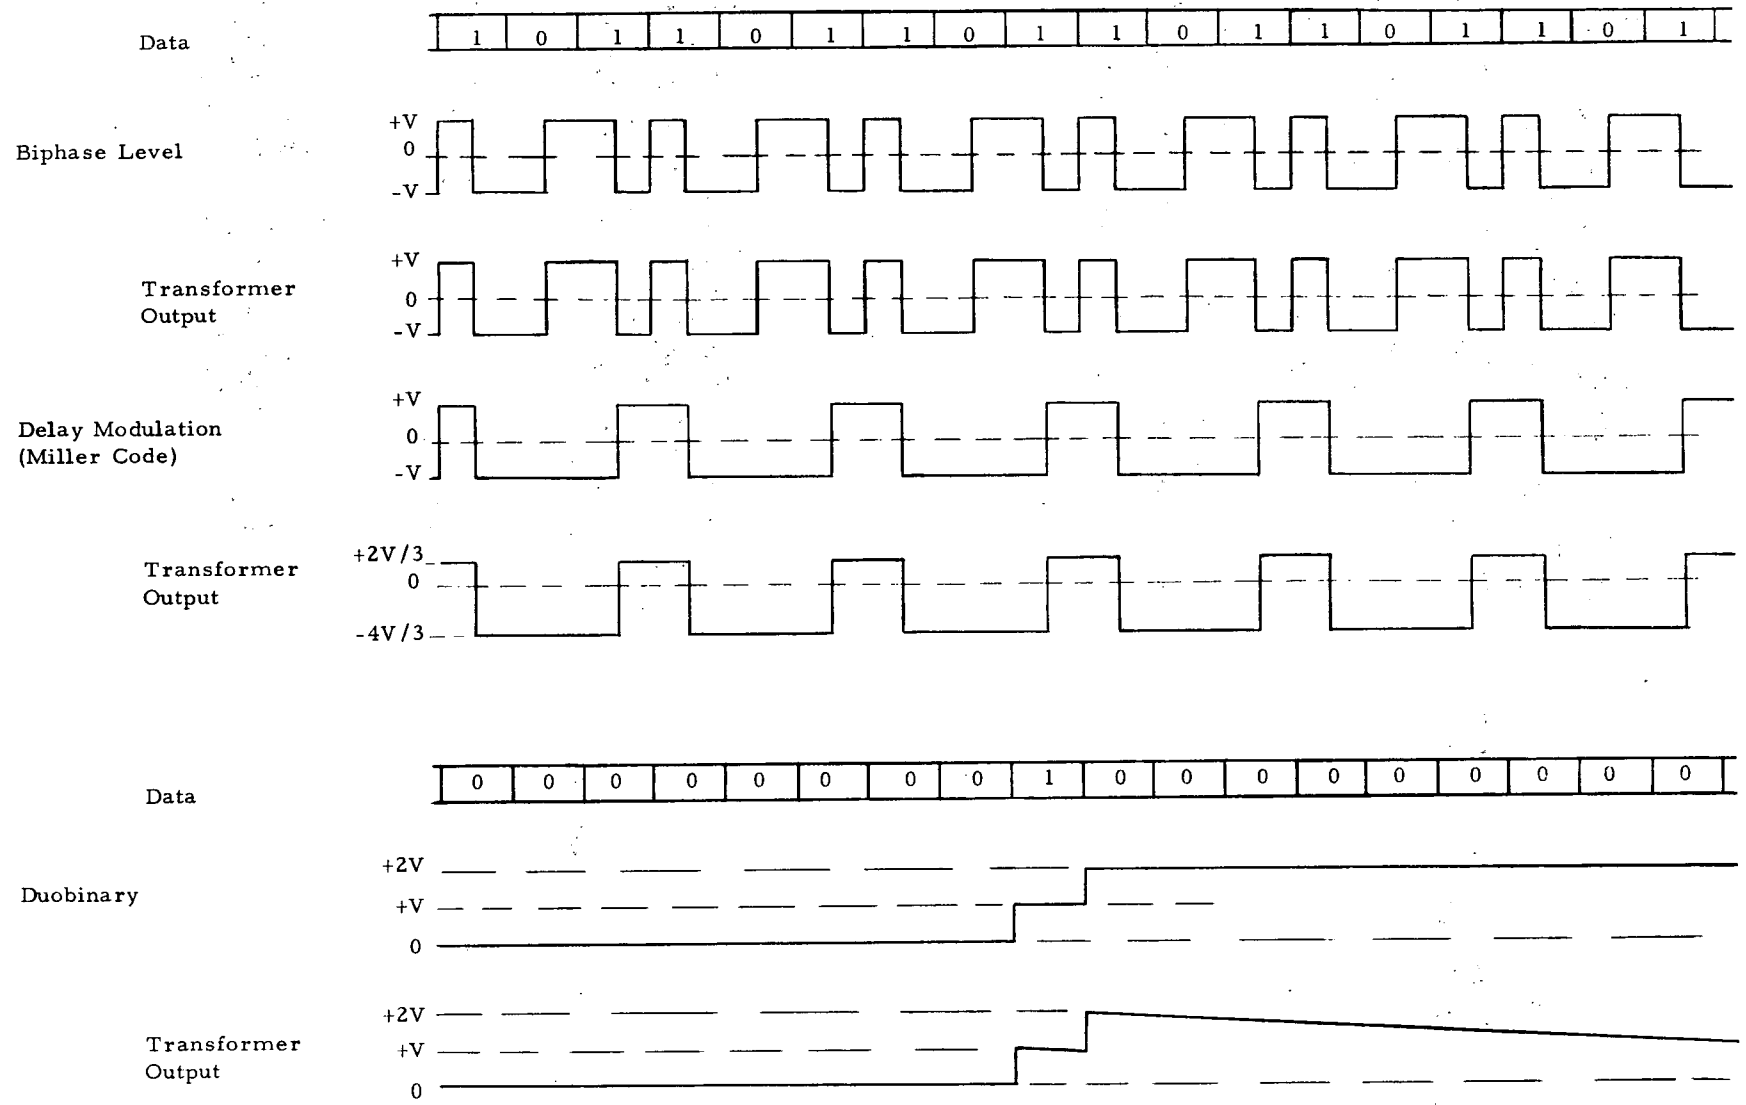 Data 1 0 1 1 0 1 1 0 1 1 0 1 1 0 1 1 0 1
+V
Biphase Level 0
-V
+V
Transformer
Output 0
-V
+V
Delay Modulation 0
(Miller Code)
-V
+2V/3
Transformer 0
Output
-4V/3
Data 0 0 0 0 0 0 0 0 1 0 0 0 0 0 0 0 0 0
+2V
Duobinary
+V
0
+2V
Transformer +V
Output
0